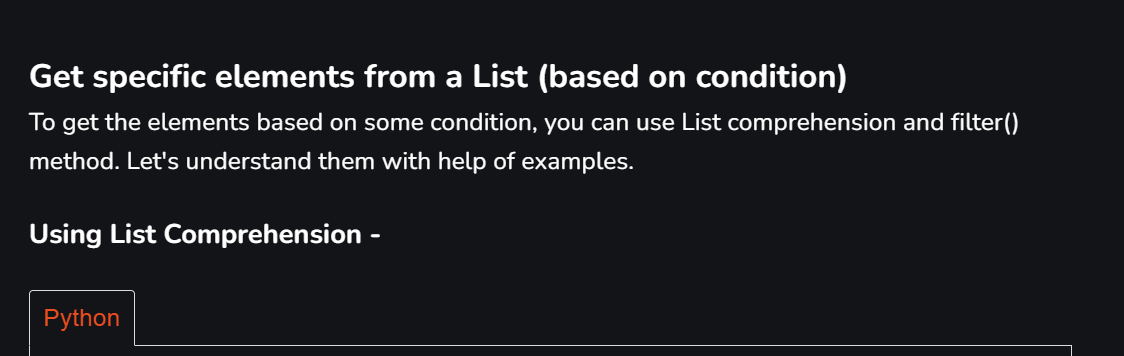 Get specific elements from a List (based on condition)
To get the elements based on some condition, you can use List comprehension and filter()
method. Let's understand them with help of examples.
Using List Comprehension -
Python